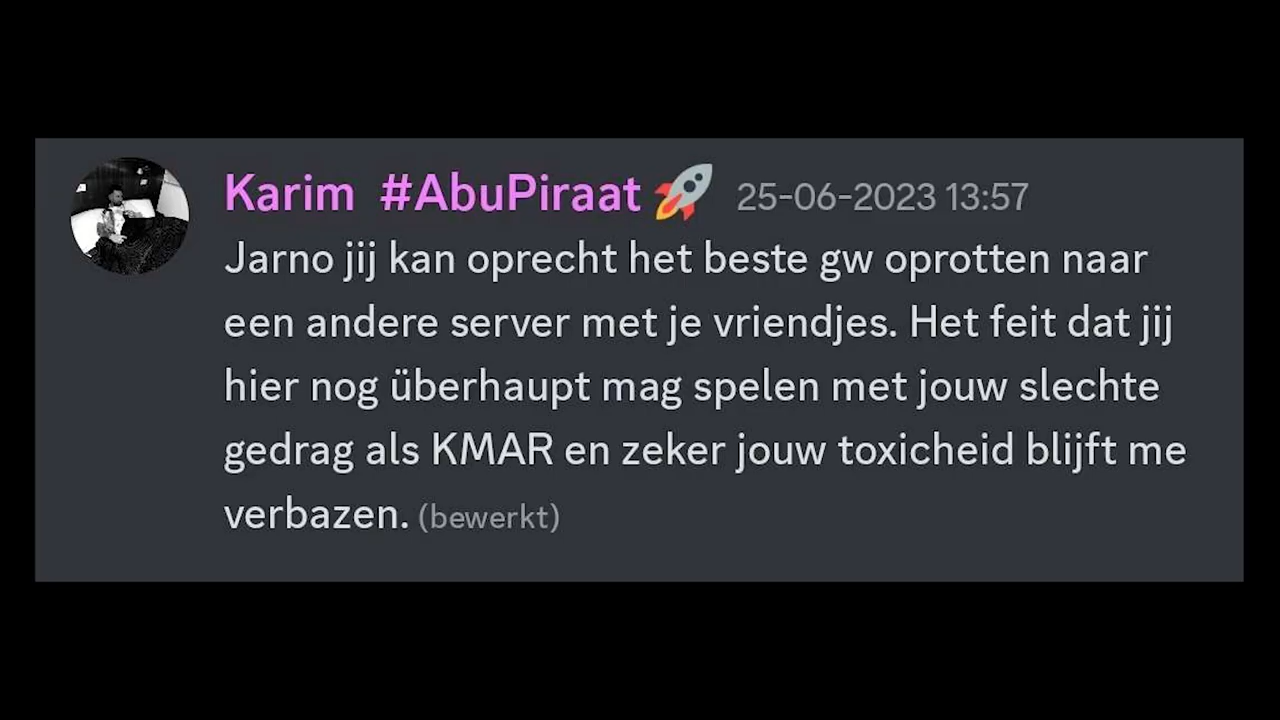 Karim #AbuPiraat 🚀 25-06-2023 13:57
Jarno jij kan oprecht het beste gw oprotten naar
een andere server met je vriendjes. Het feit dat jij
hier nog überhaupt mag spelen met jouw slechte
gedrag als KMAR en zeker jouw toxicheid blijft me
verbazen. (bewerkt)